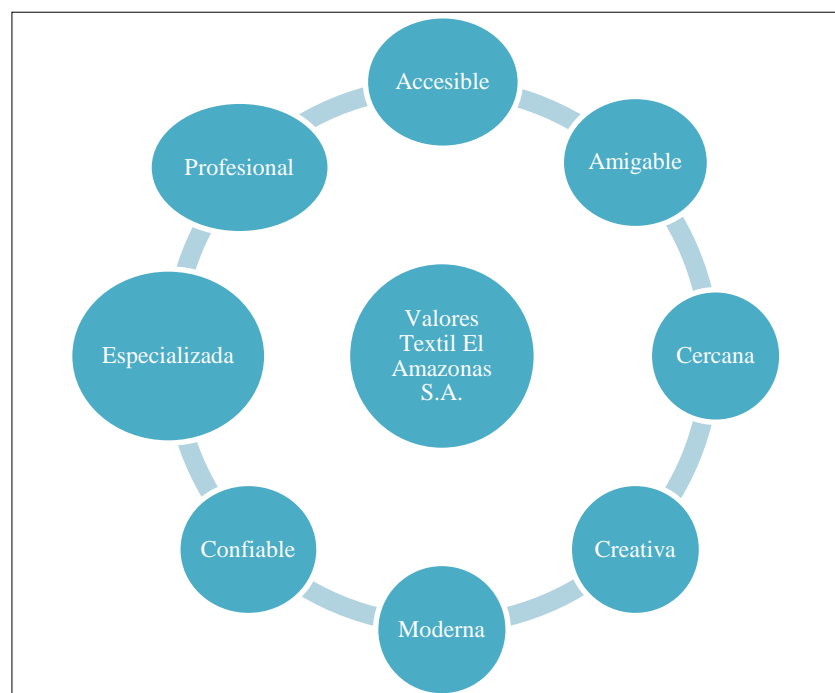 Accesible
Amigable
Cercana
Creativa
Moderna
Confiable
Especializada
Profesional
Valores
Textil El
Amazonas
S.A.